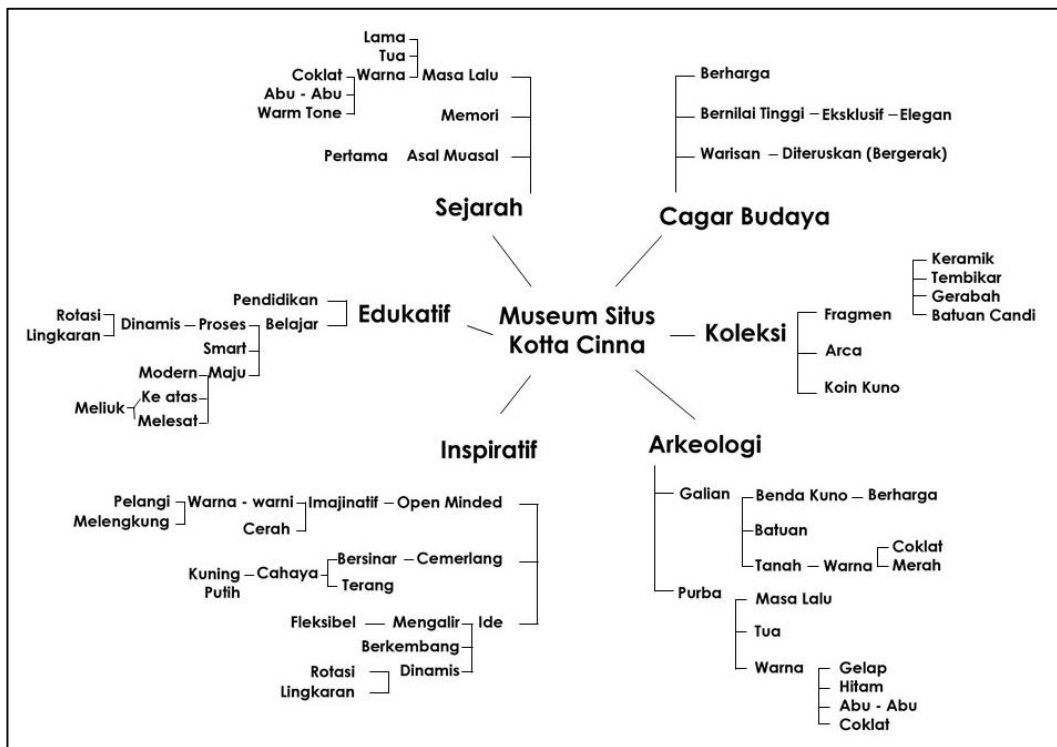 Lama
Tua
Coklat Warna Masa Lalu
Abu - Abu
Warm Tone
Memori
Pertama Asal Muasal
Sejarah
Berharga
Bernilai Tinggi – Eksklusif – Elegan
Warisan – Diteruskan (Bergerak)
Cagar Budaya
Pendidikan
Rotasi
Lingkaran
Dinamis – Proses
Belajar
Edukatif
Smart
Modern Maju
Ke atas
Meliuk
Melesat
Museum Situs
Kotta Cinna
Koleksi
Keramik
Tembikar
Gerabah
Batuan Candi
Fragmen
Arca
Koin Kuno
Inspiratif
Pelangi
Melengkung
Warna - warni
Imajinatif – Open Minded
Cerah
Bersinar – Cemerlang
Kuning
Putih
Cahaya
Terang
Fleksibel – Mengalir
Ide
Berkembang
Rotasi
Lingkaran
Dinamis
Arkeologi
Galian
Benda Kuno – Berharga
Batuan
Tanah – Warna
Coklat
Merah
Purba
Masa Lalu
Tua
Warna
Gelap
Hitam
Abu - Abu
Coklat